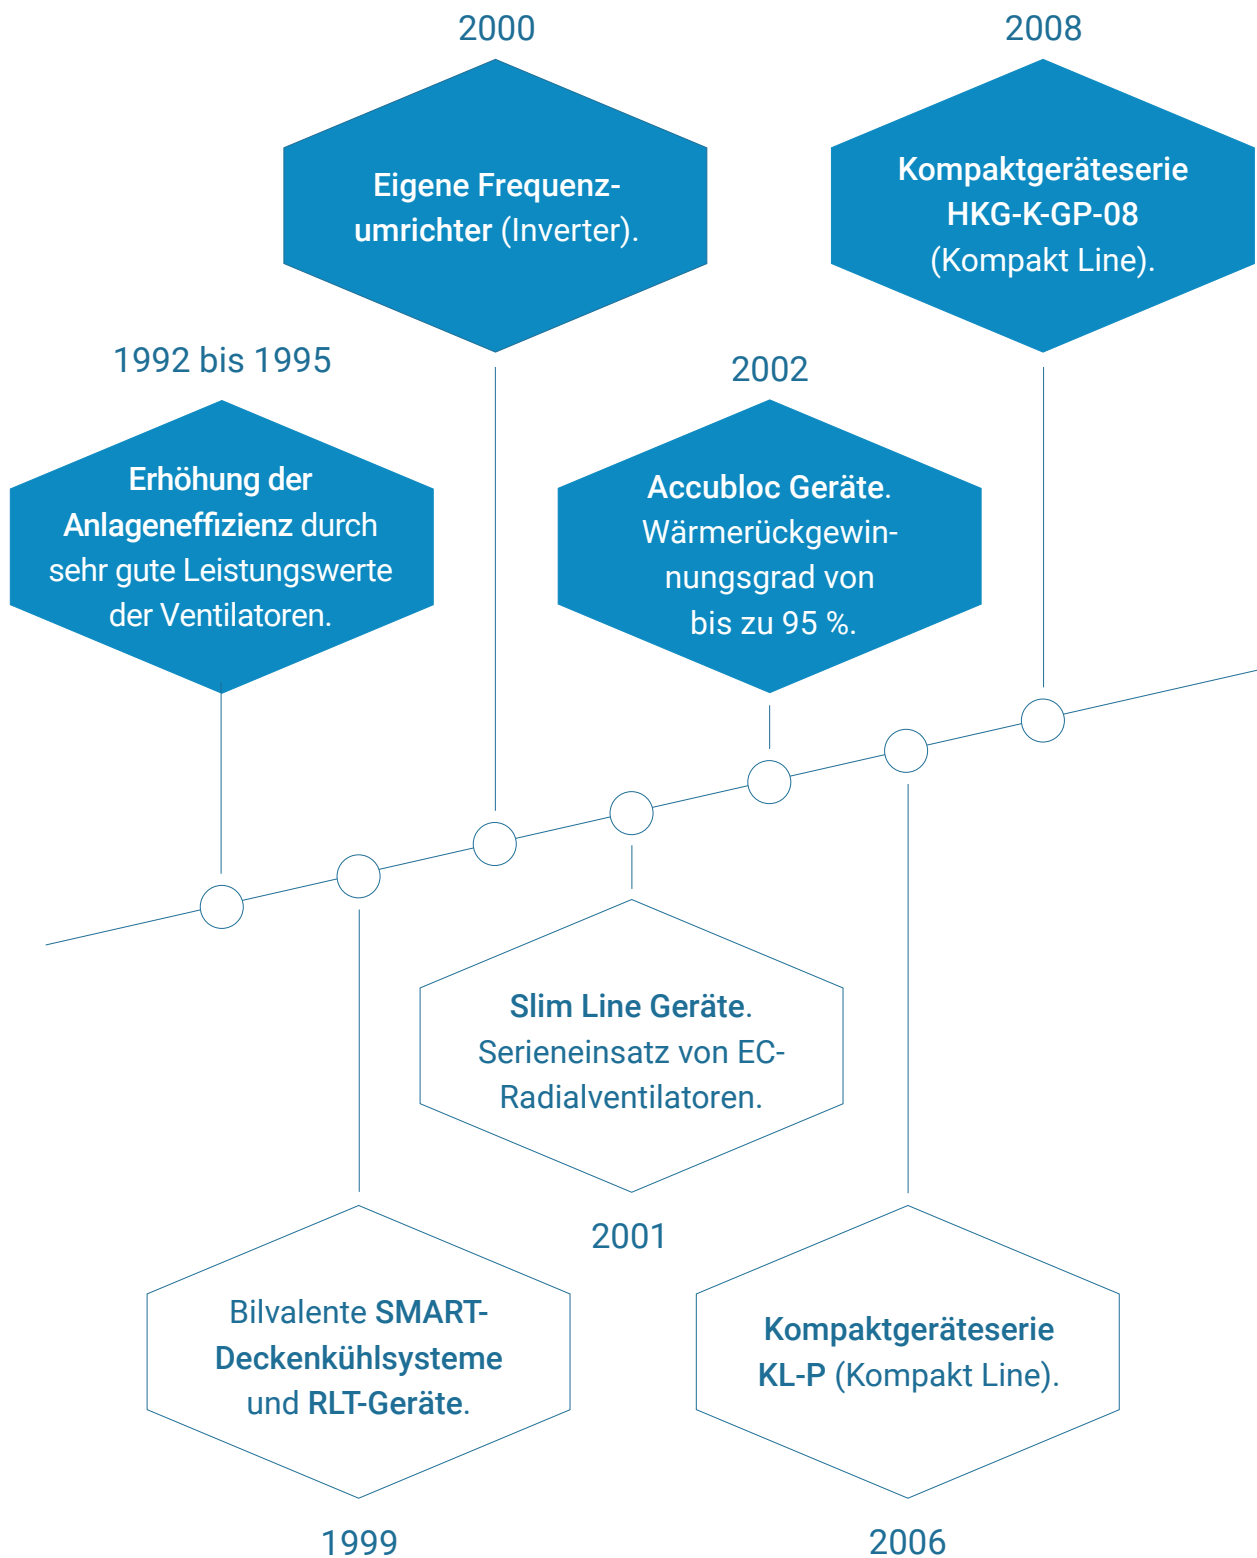 2000
Eigene Frequenz-
umrichter (Inverter).
2008
Kompaktgeräteserie
HKG-K-GP-08
(Kompakt Line).
1992 bis 1995
Erhöhung der
Anlageneffizienz durch
sehr gute Leistungswerte
der Ventilatoren.
2002
Accubloc Geräte.
Wärmerückgewin-
nungsgrad von
bis zu 95 %.
Slim Line Geräte.
Serieneinsatz von EC-
Radialventilatoren.
2001
Bilvalente SMART-
Deckenkühlsysteme
und RLT-Geräte.
1999
Kompaktgeräteserie
KL-P (Kompakt Line).
2006